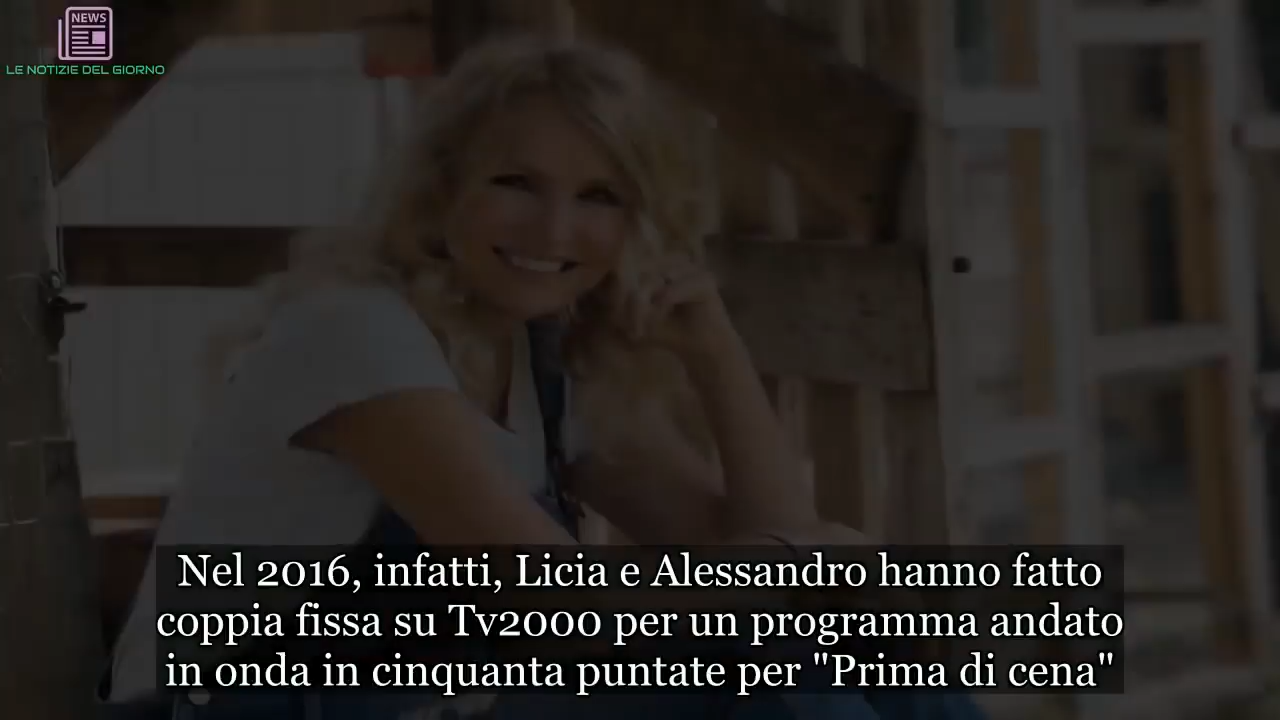 NEWS
LE NOTIZIE DEL GIORNO
Nel 2016, infatti, Licia e Alessandro hanno fatto
coppia fissa su Tv2000 per un programma andato
in onda in cinquanta puntate per "Prima di cena"